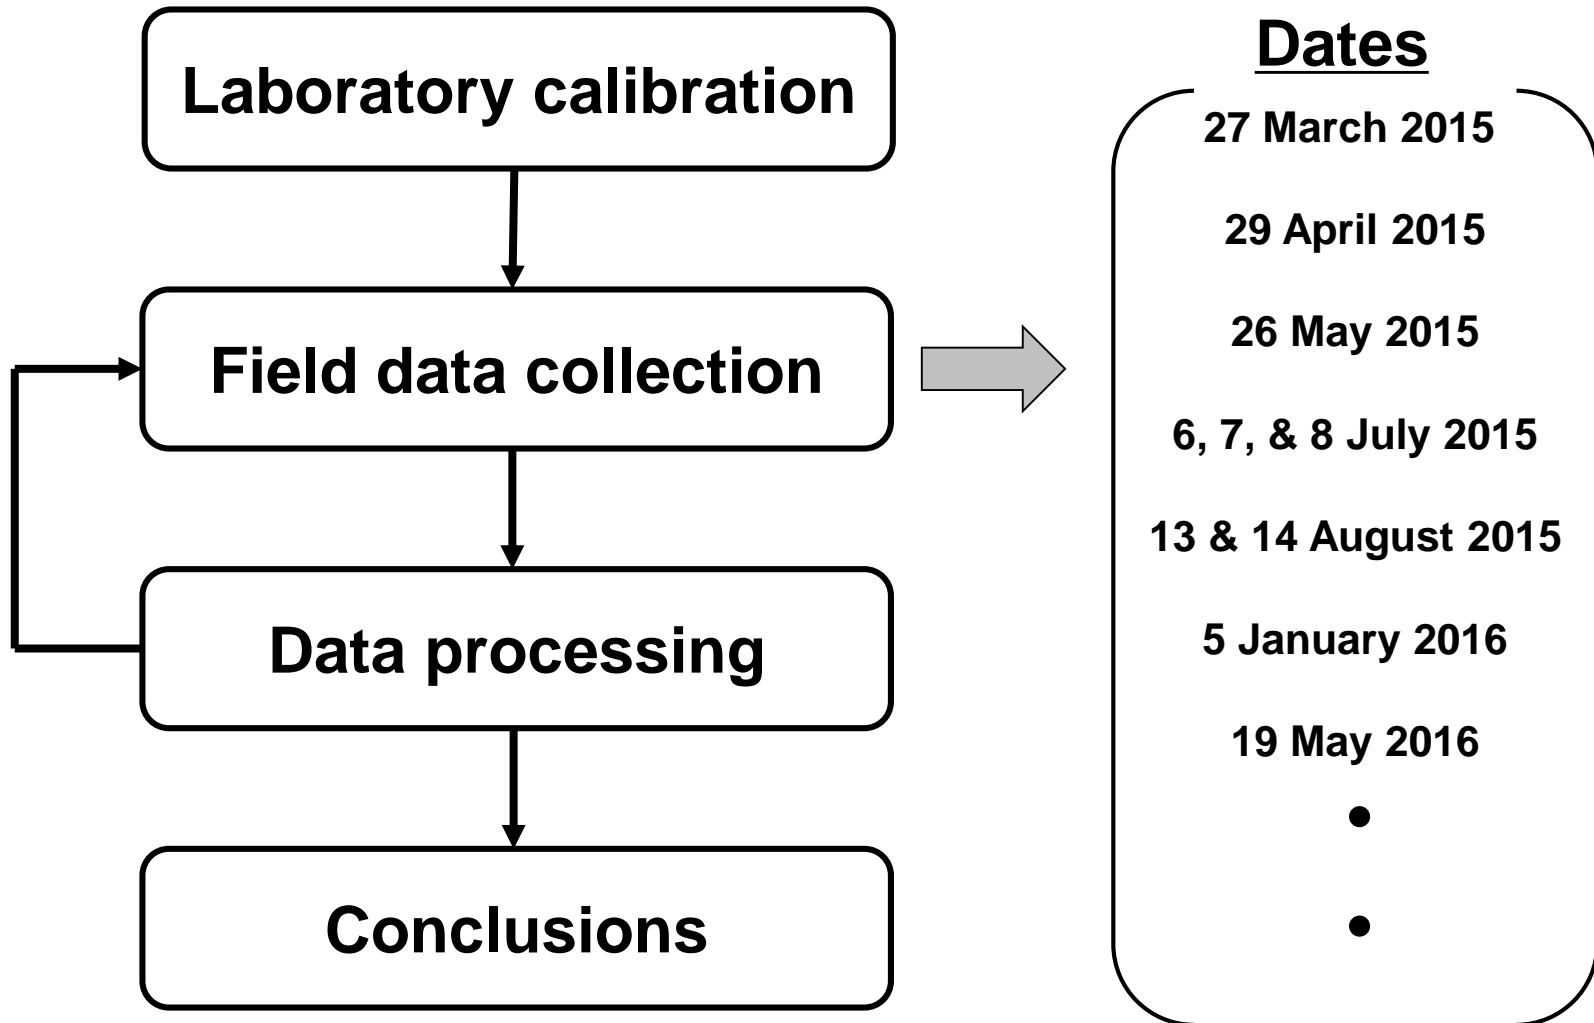 Laboratory calibration
Field data collection
Data processing
Conclusions
Dates
27 March 2015
29 April 2015
26 May 2015
6, 7, & 8 July 2015
13 & 14 August 2015
5 January 2016
19 May 2016
•
•